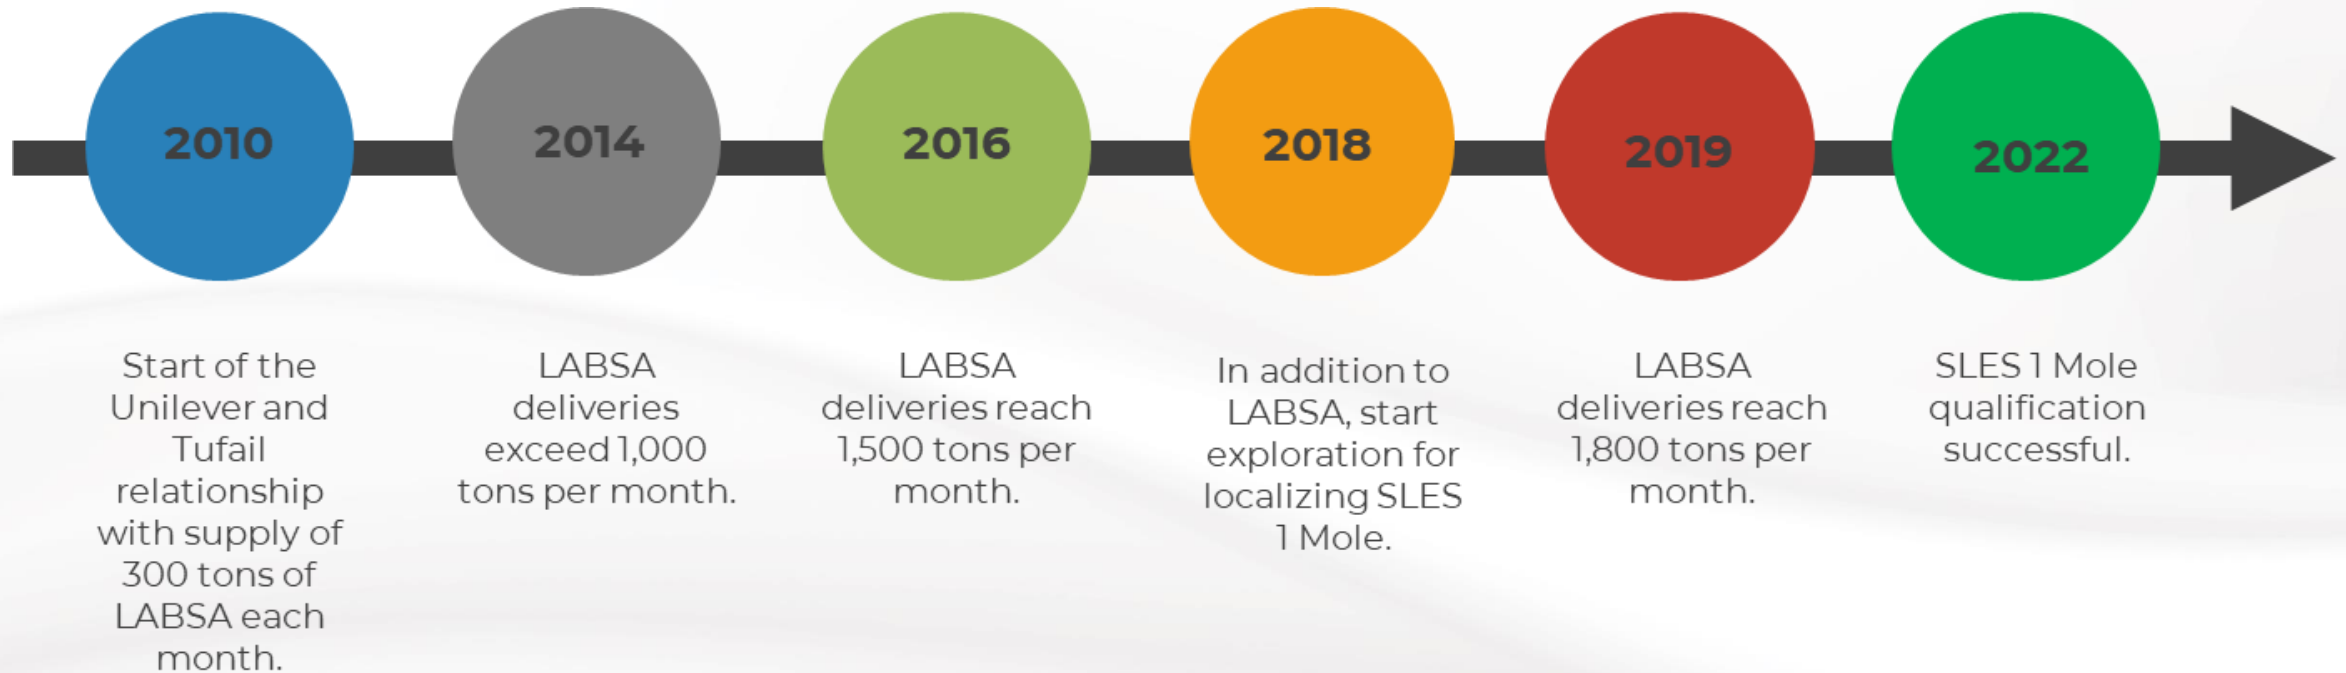 2010
Start of the
Unilever and
Tufail
relationship
with supply of
300 tons of
LABSA each
month.
2014
LABSA
deliveries
exceed 1,000
tons per month.
2016
LABSA
deliveries reach
1,500 tons per
month.
2018
In addition to
LABSA, start
exploration for
localizing SLES
1 Mole.
2019
LABSA
deliveries reach
1,800 tons per
month.
2022
SLES 1 Mole
qualification
successful.